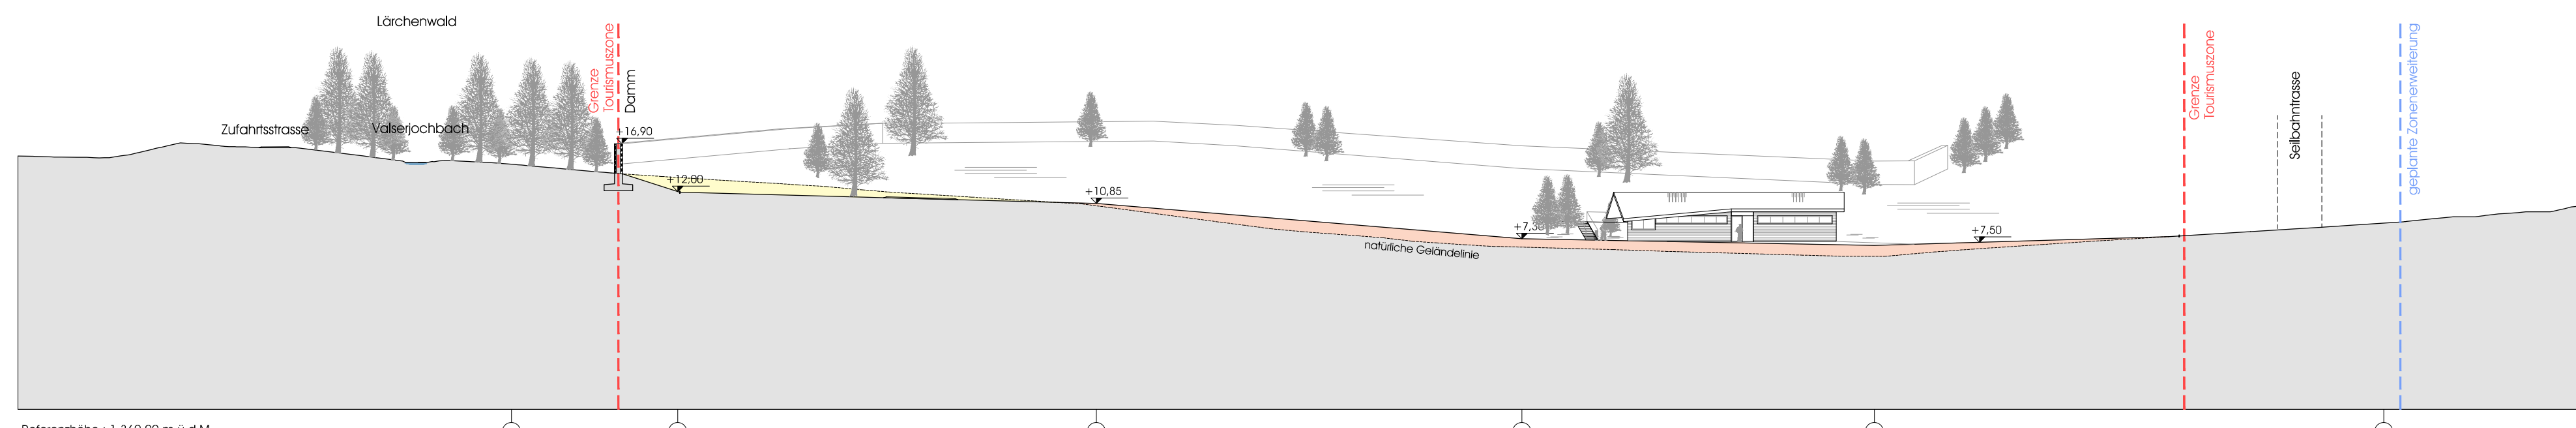 Lärchenwald
Grenze
Tourismuszone
Damm
Grenze
Tourismuszone
geplante Zonenerweiterung
Seilbahntrasse
Zufahrtsstrasse
Valserjochbach
+16,90
+12,00
+10,85
+7,50
natürliche Geländelinie